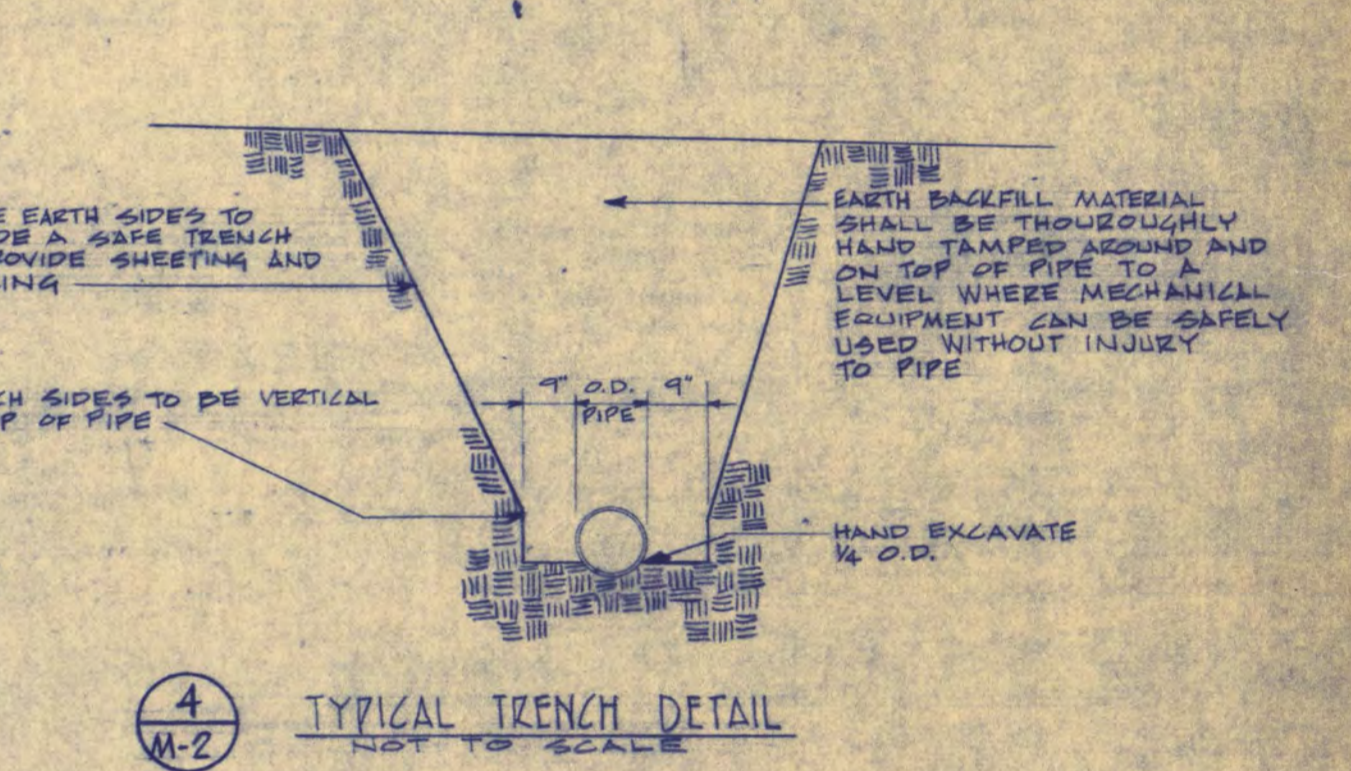 E EARTH SIDES TO
DE A SAFE TRENCH
ROVIDE SHEETING AND
ING
CH SIDES TO BE VERTICAL
P OF PIPE
9" O.D. 9"
PIPE
EARTH BACKFILL MATERIAL
SHALL BE THOUROUGHLY
HAND TAMPED AROUND AND
ON TOP OF PIPE TO A
LEVEL WHERE MECHANICAL
EQUIPMENT CAN BE SAFELY
USED WITHOUT INJURY
TO PIPE
HAND EXCAVATE
¼ O.D.
4
M-2
TYPICAL TRENCH DETAIL
NOT TO SCALE